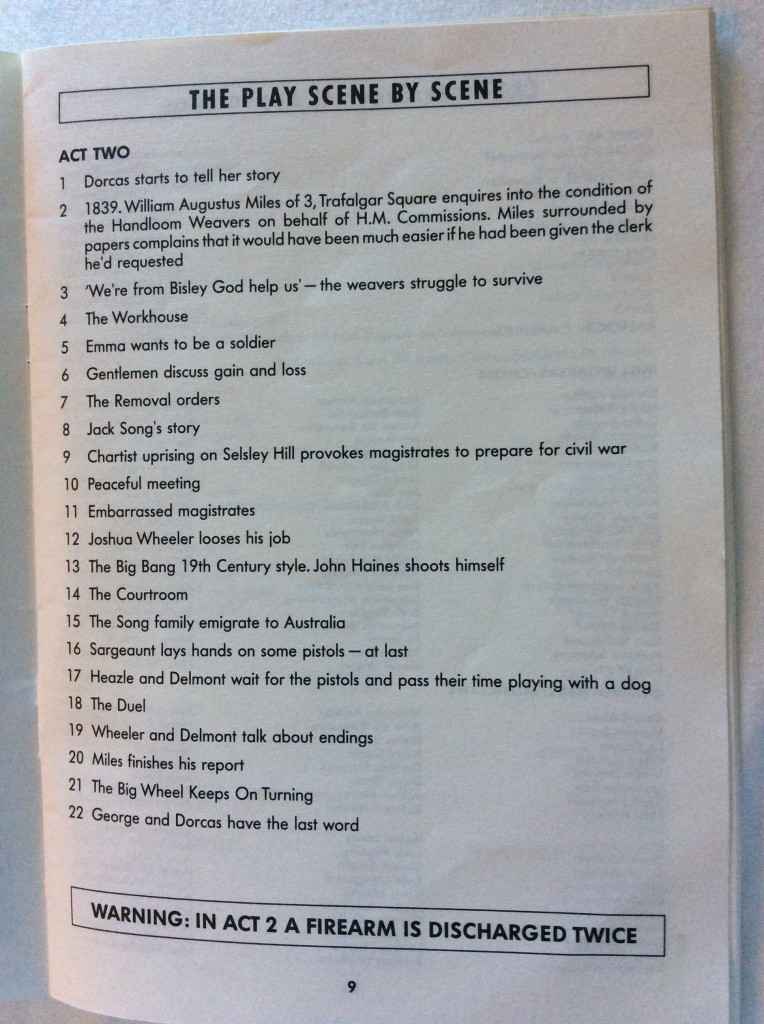 THE PLAY SCENE BY SCENE
ACT TWO
1 Dorcas starts to tell her story
2 1839. William Augustus Miles of 3, Trafalgar Square enquires into the condition of
the Handloom Weavers on behalf of H.M. Commissions. Miles surrounded by
papers complains that it would have been much easier if he had been given the clerk
he'd requested
3 'We're from Bisley God help us' – the weavers struggle to survive
4 The Workhouse
5 Emma wants to be a soldier
6 Gentlemen discuss gain and loss
7 The Removal orders
8 Jack Song's story
9 Chartist uprising on Selsley Hill provokes magistrates to prepare for civil war
10 Peaceful meeting
11 Embarrassed magistrates
12 Joshua Wheeler looses his job
13 The Big Bang 19th Century style. John Haines shoots himself
14 The Courtroom
15 The Song family emigrate to Australia
16 Sargeaunt lays hands on some pistols – at last
17 Heazle and Delmont wait for the pistols and pass their time playing with a dog
18 The Duel
19 Wheeler and Delmont talk about endings
20 Miles finishes his report
21 The Big Wheel Keeps On Turning
22 George and Dorcas have the last word
WARNING: IN ACT 2 A FIREARM IS DISCHARGED TWICE
9